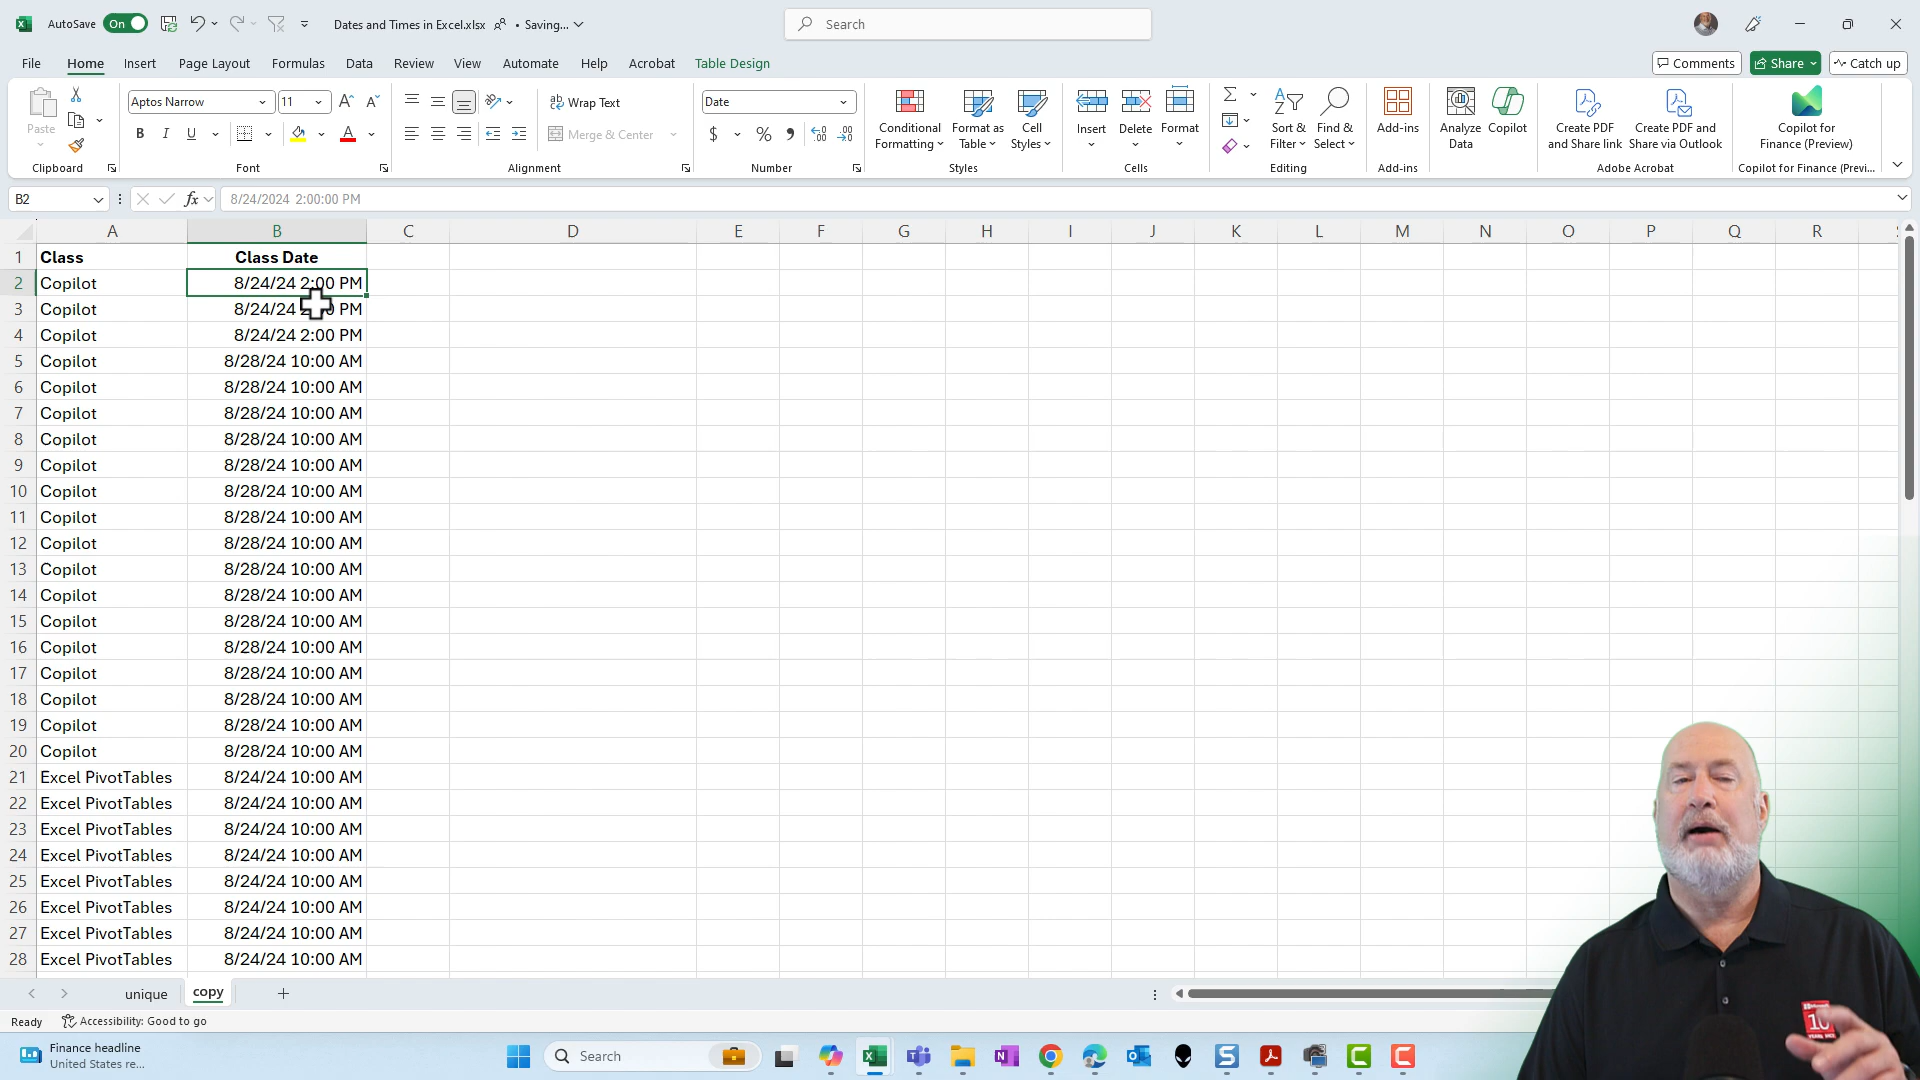 AutoSave On Dates and Times in Excel.xlsx • Saving... Search
File Home Insert Page Layout Formulas Data Review View Automate Help Acrobat Table Design Comments Share Catch up
Paste
Clipboard
Aptos Narrow 11
B I U
Font
Wrap Text
Merge & Center
Alignment
Date
$ % ,
Number
Conditional Formatting
Format as Table
Cell Styles
Styles
Insert
Delete
Format
Cells
Sort & Filter
Find & Select
Editing
Add-ins
Add-ins
Analyze Data
Copilot
Create PDF and Share link
Create PDF and Share via Outlook
Adobe Acrobat
Copilot for Finance (Preview)
Copilot for Finance (Previ...
B2 fx 8/24/2024 2:00:00 PM
A B C D E F G H I J K L M N O P Q R
1 Class Class Date
2 Copilot 8/24/24 2:00 PM
3 Copilot 8/24/24 PM
4 Copilot 8/24/24 2:00 PM
5 Copilot 8/28/24 10:00 AM
6 Copilot 8/28/24 10:00 AM
7 Copilot 8/28/24 10:00 AM
8 Copilot 8/28/24 10:00 AM
9 Copilot 8/28/24 10:00 AM
10 Copilot 8/28/24 10:00 AM
11 Copilot 8/28/24 10:00 AM
12 Copilot 8/28/24 10:00 AM
13 Copilot 8/28/24 10:00 AM
14 Copilot 8/28/24 10:00 AM
15 Copilot 8/28/24 10:00 AM
16 Copilot 8/28/24 10:00 AM
17 Copilot 8/28/24 10:00 AM
18 Copilot 8/28/24 10:00 AM
19 Copilot 8/28/24 10:00 AM
20 Copilot 8/28/24 10:00 AM
21 Excel PivotTables 8/24/24 10:00 AM
22 Excel PivotTables 8/24/24 10:00 AM
23 Excel PivotTables 8/24/24 10:00 AM
24 Excel PivotTables 8/24/24 10:00 AM
25 Excel PivotTables 8/24/24 10:00 AM
26 Excel PivotTables 8/24/24 10:00 AM
27 Excel PivotTables 8/24/24 10:00 AM
28 Excel PivotTables 8/24/24 10:00 AM
unique copy
Ready Accessibility: Good to go
Finance headline
United States re...
Search